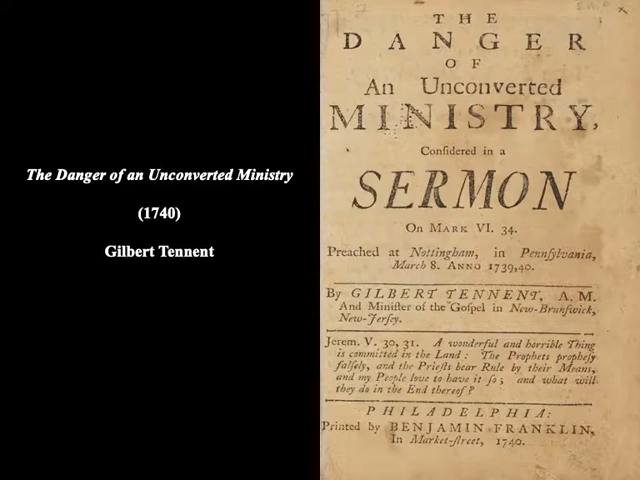 The Danger of an Unconverted Ministry
(1740)
Gilbert Tennent
THE
DANGER
OF
An Unconverted
MINISTRY,
Conſidered in a
SERMON
On MARK VI. 34.
Preached at Nottingham, in Pennſylvania,
March 8. ANNO 1739,40.
By GILBERT TENNENT, A. M.
And Miniſter of the Goſpel in New-Brunſwick,
New-Jerſey.
Jerem. V. 30, 31. A wonderful and horrible Thing
is committed in the Land: The Prophets propheſy
falſely, and the Prieſts bear Rule by their Means,
and my People love to have it ſo; and what will
they do in the End thereof?
PHILADELPHIA:
Printed by BENJAMIN FRANKLIN,
In Market-ſtreet, 1740.